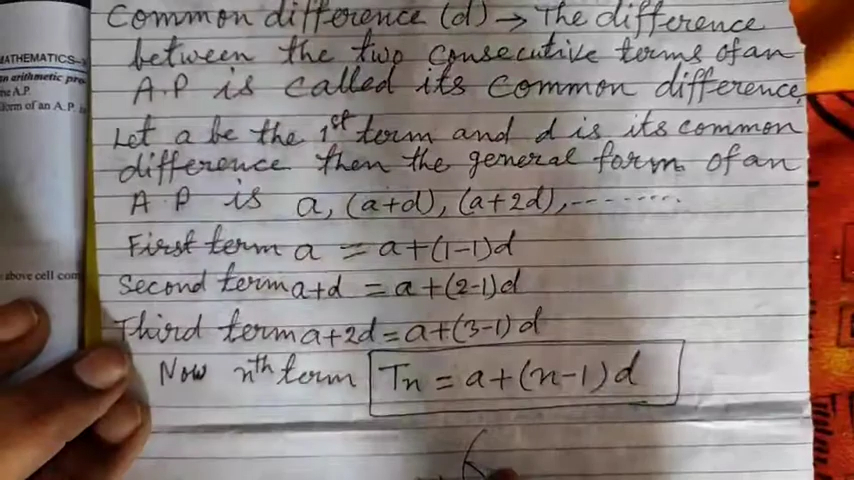 MATHEMATICS-
n arithmetic pro
he A.P.
form of an A.P.
above cell com
Common difference (d) → The difference
between the two consecutive terms of an
A.P is called its common difference.
Let a be the 1st term and d is its common
difference then the general form of an
A.P is a, (a+d), (a+2d),----------
First term a = a+(1-1)d
Second term a+d = a+(2-1)d
Third term a+2d = a+(3-1)d
Now nth term Tn = a+(n-1)d